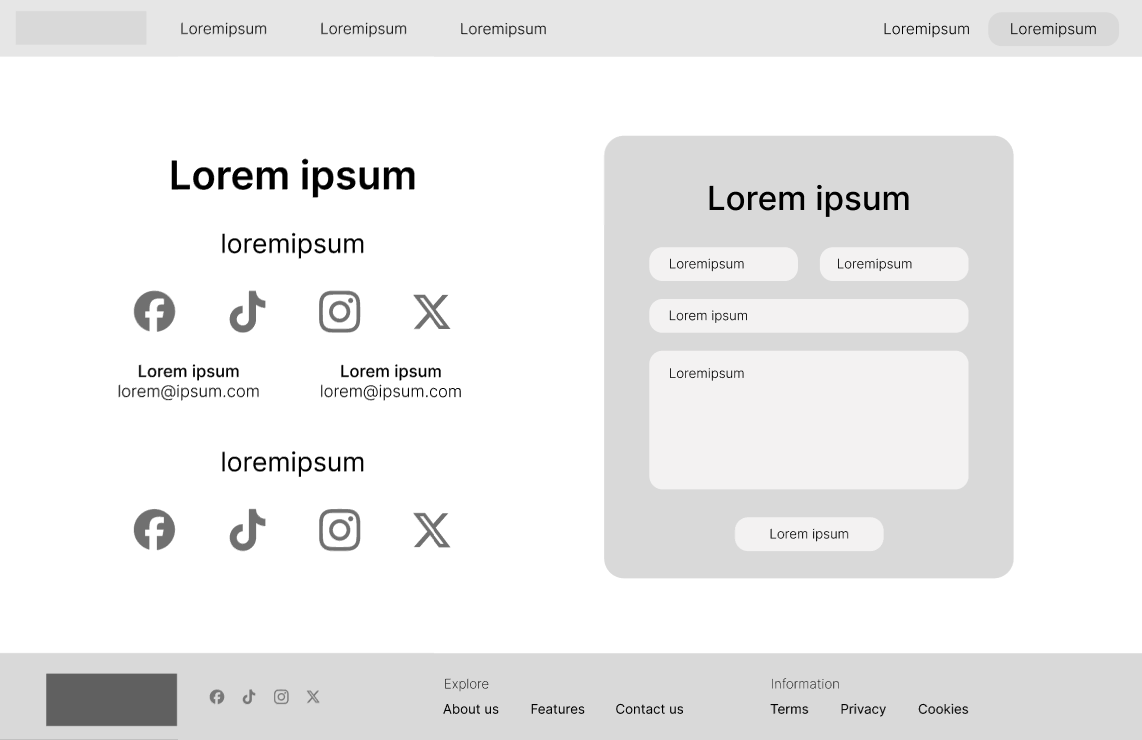 Loremipsum Loremipsum Loremipsum Loremipsum Loremipsum
Lorem ipsum
loremipsum
Lorem ipsum Lorem ipsum
lorem@ipsum.com lorem@ipsum.com
loremipsum
Lorem ipsum
Loremipsum Loremipsum
Lorem ipsum
Loremipsum
Lorem ipsum
Explore
About us Features Contact us
Information
Terms Privacy Cookies